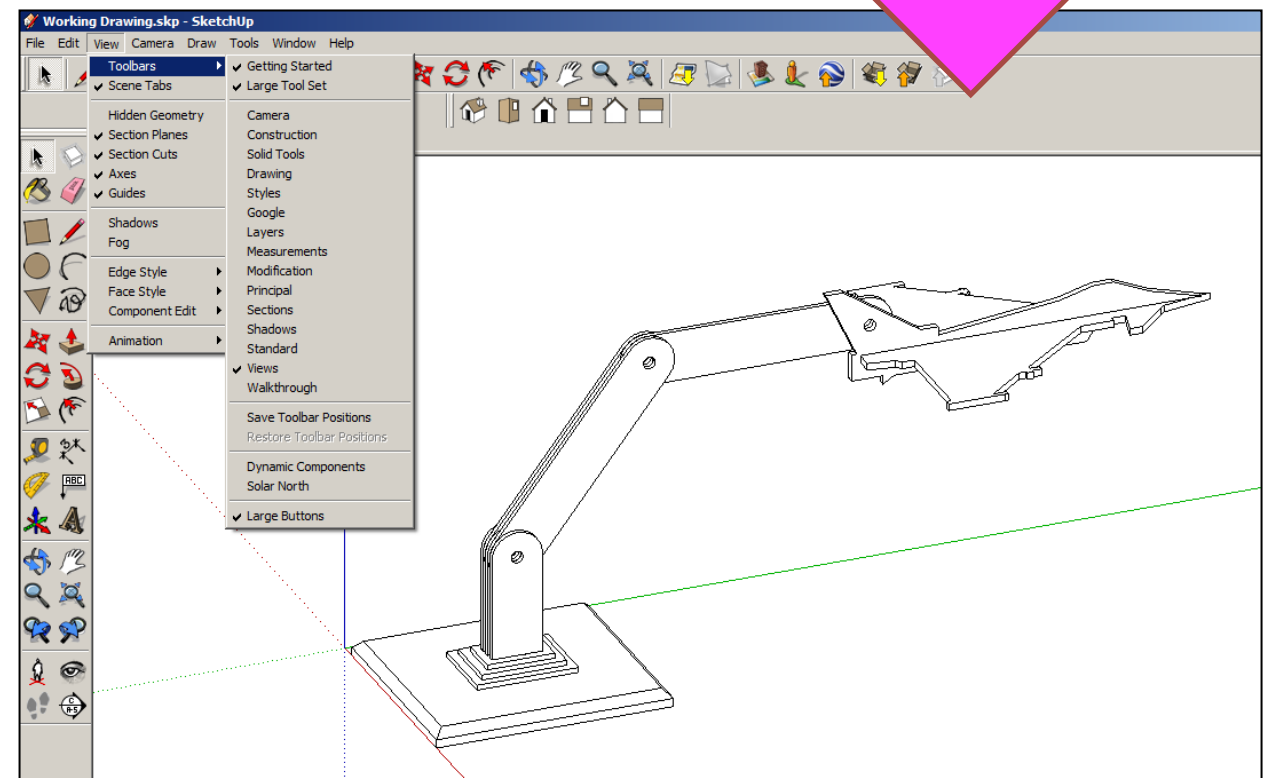 Working Drawing.skp - SketchUp
File Edit View Camera Draw Tools Window Help
Toolbars
Scene Tabs
Hidden Geometry
Section Planes
Section Cuts
Axes
Guides
Shadows
Fog
Edge Style
Face Style
Component Edit
Animation
Getting Started
Large Tool Set
Camera
Construction
Solid Tools
Drawing
Styles
Google
Layers
Measurements
Modification
Principal
Sections
Shadows
Standard
Views
Walkthrough
Save Toolbar Positions
Restore Toolbar Positions
Dynamic Components
Solar North
Large Buttons
ABC
A
C
A-5